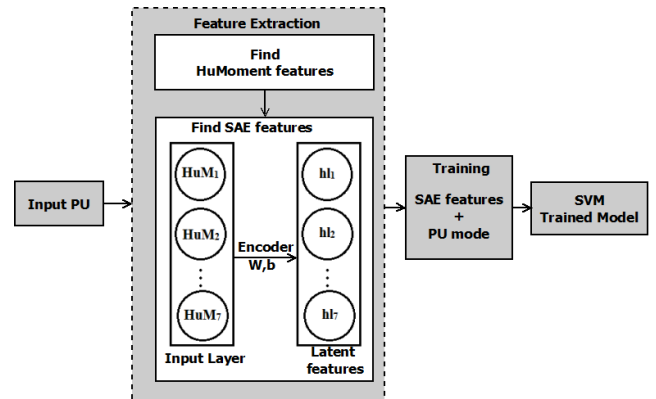 Feature Extraction
Find
HuMoment features
Find SAE features
HuM1
HuM2
⋮
HuM7
Input Layer
Encoder
W,b
hl1
hl2
⋮
hl7
Latent
features
Input PU
Training
SAE features
+
PU mode
SVM
Trained Model